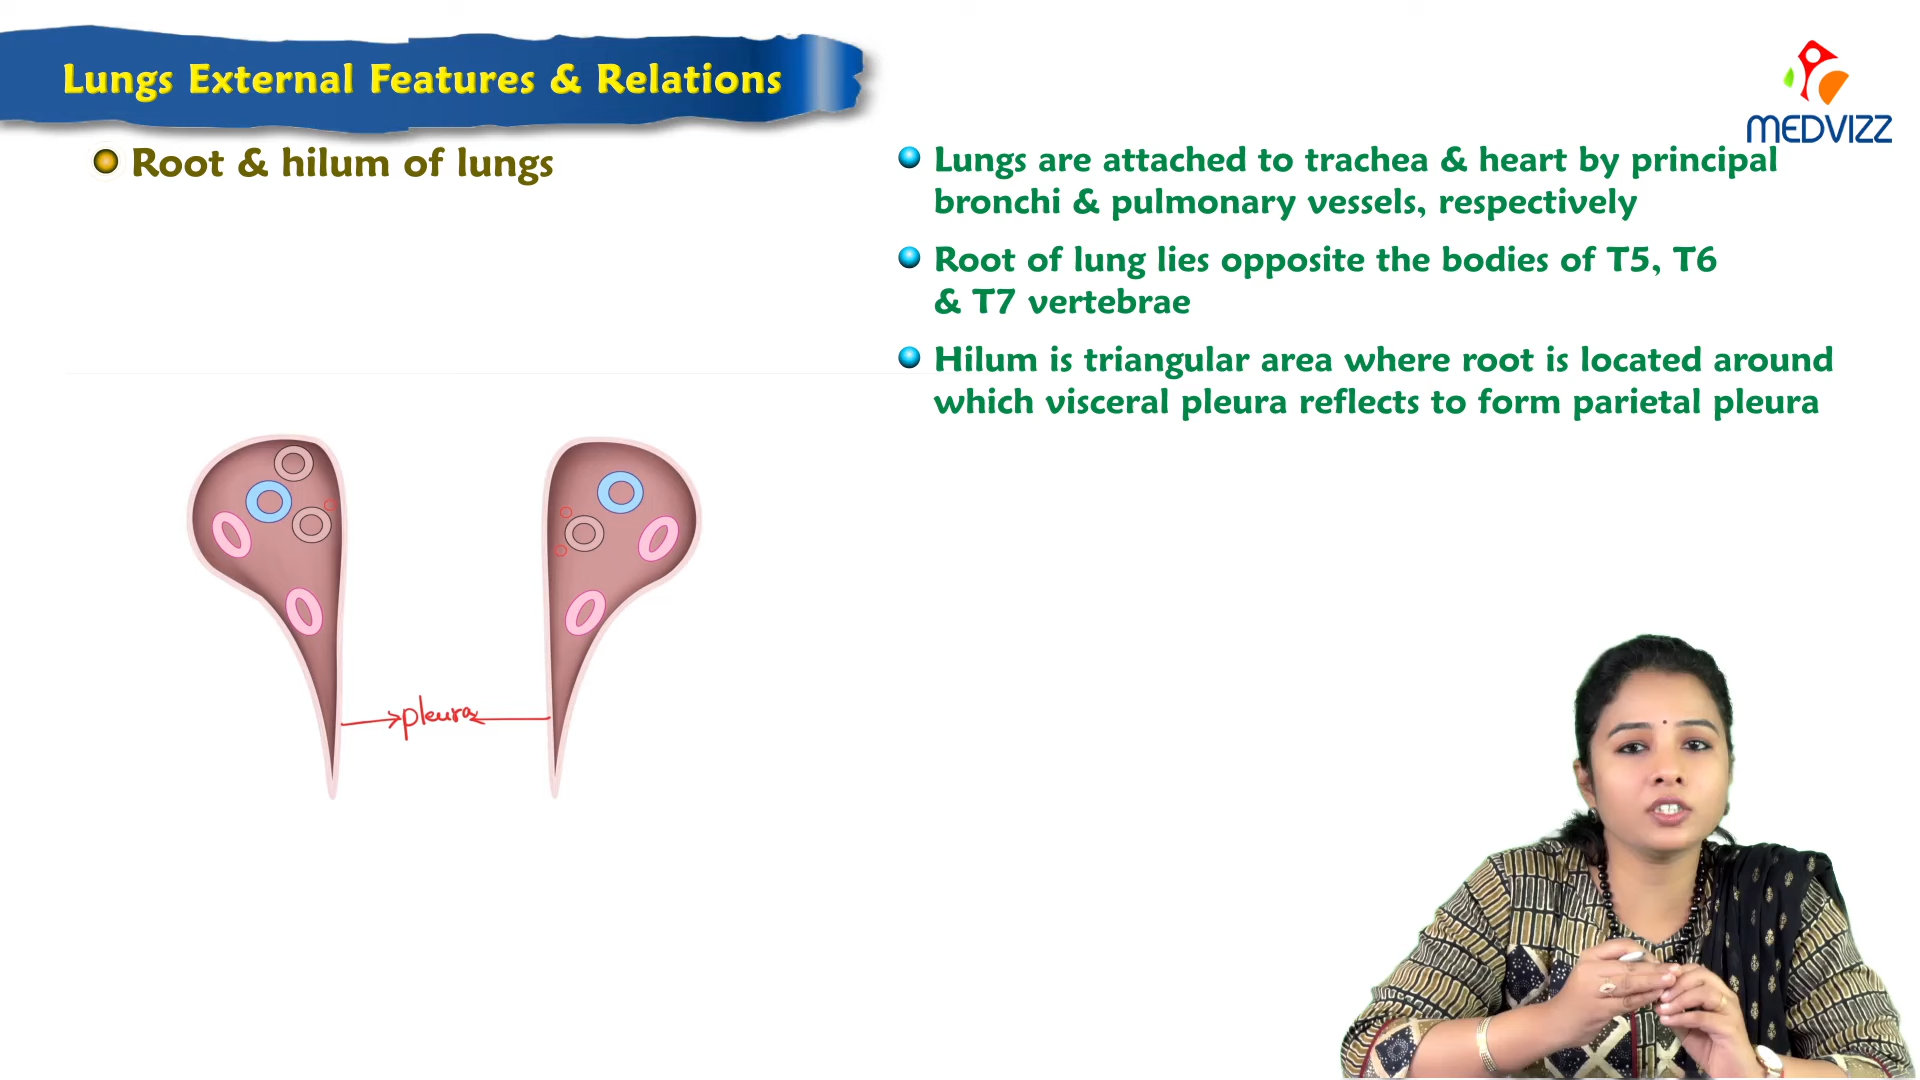 Lungs External Features & Relations
MEDVIZZ
Root & hilum of lungs
Lungs are attached to trachea & heart by principal
bronchi & pulmonary vessels, respectively
Root of lung lies opposite the bodies of T5, T6
& T7 vertebrae
Hilum is triangular area where root is located around
which visceral pleura reflects to form parietal pleura
pleura